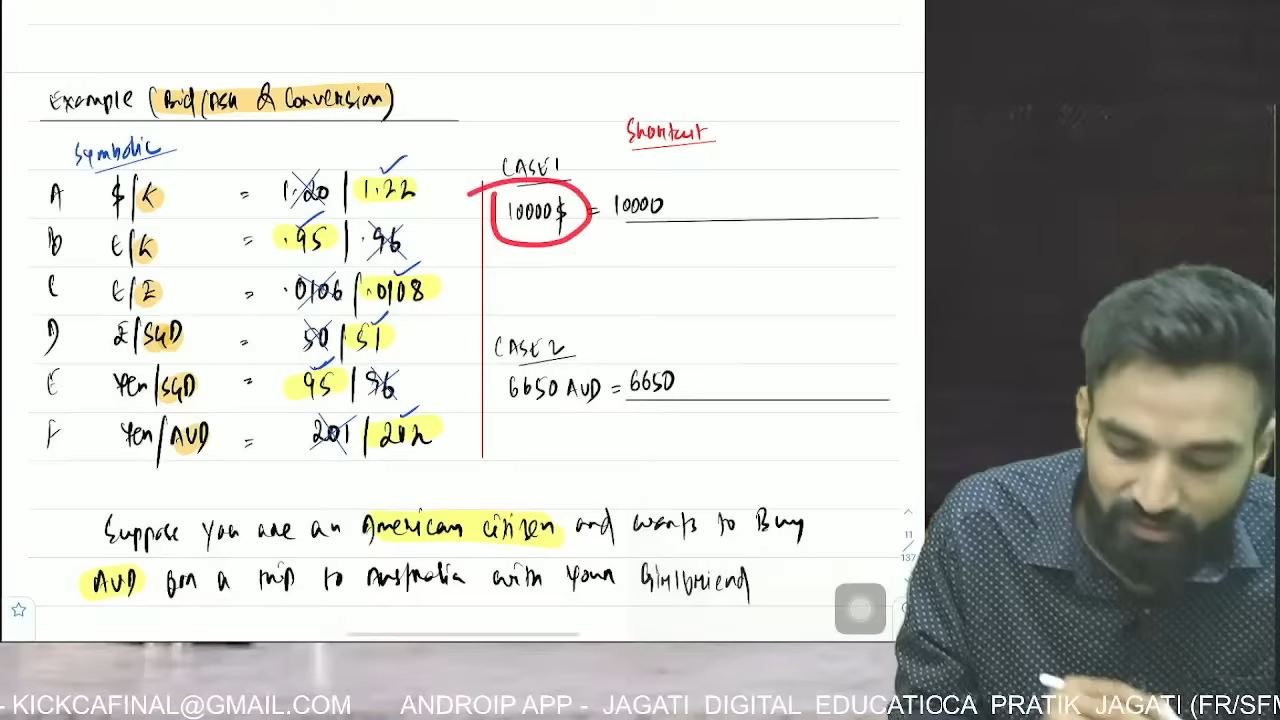 Example (Bid/Ask & Conversion)
Shortcut
Symbolic
CASE 1
A $/K = 1.20 | 1.22
10000$ = 10000
B €/K = .95 | .96
C €/£ = .0106 | .0108
D £/SGD = 50 | 51
CASE 2
E Yen/SGD = 95 | 96
6650 AUD = 6650
F Yen/AUD = 201 | 202
Suppose you are an American citizen and wants to Buy
AUD for a trip to Australia with your Girlfriend
11
137
- KICKCAFINAL@GMAIL.COM ANDROIP APP - JAGATI DIGITAL EDUCATIOCA PRATIK JAGATI (FR/SFM